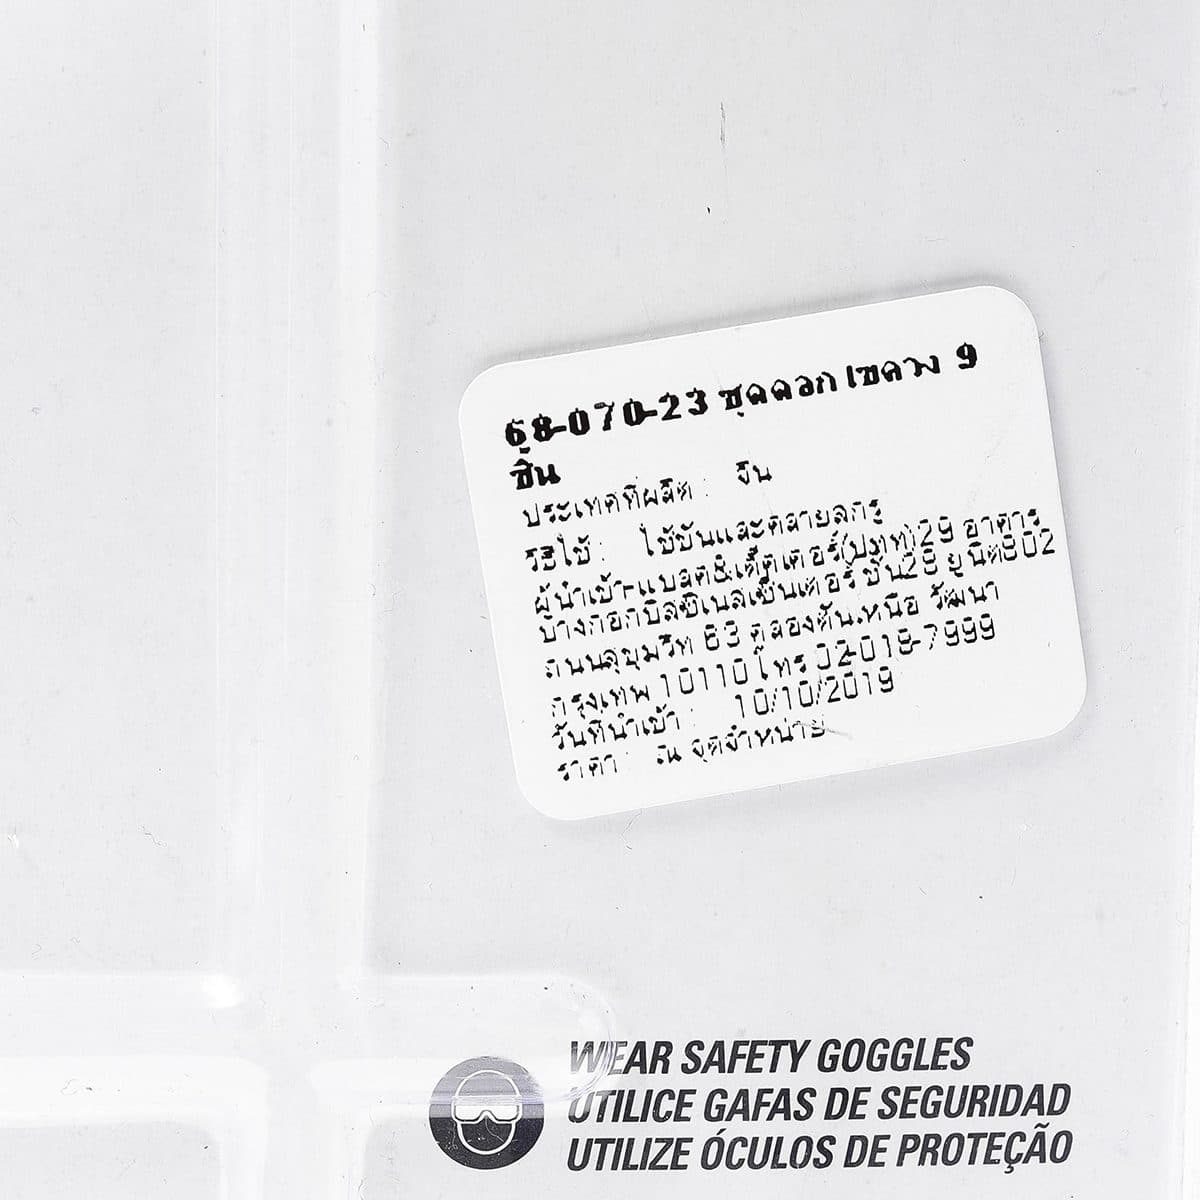 68-070-23 ชุดดอกไขควง 9
ชิ้น
ประเทศที่ผลิต : จีน
วิธีใช้ : ใช้ขันและคลายสกรู
ผู้นำเข้า-แบลค&เด็คเคอร์(ปทท)29 อาคาร
บางกอกบิสซิเนสเซ็นเตอร์ ชั้น29 ยูนิต902
ถนนสุขุมวิท 63 คลองตันเหนือ วัฒนา
กรุงเทพ 10110 โทร 02-018-7999
วันที่นำเข้า : 10/10/2019
ราคา : ณ จุดจำหน่าย
WEAR SAFETY GOGGLES
UTILICE GAFAS DE SEGURIDAD
UTILIZE ÓCULOS DE PROTEÇÃO